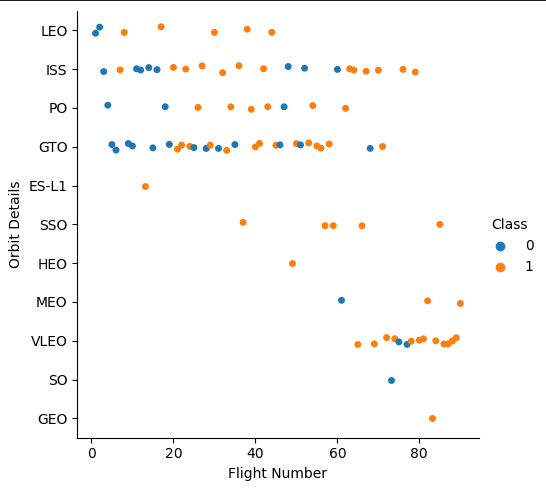 LEO
ISS
PO
GTO
ES-L1
SSO
HEO
MEO
VLEO
SO
GEO
Orbit Details
0 20 40 60 80
Flight Number
Class
0
1